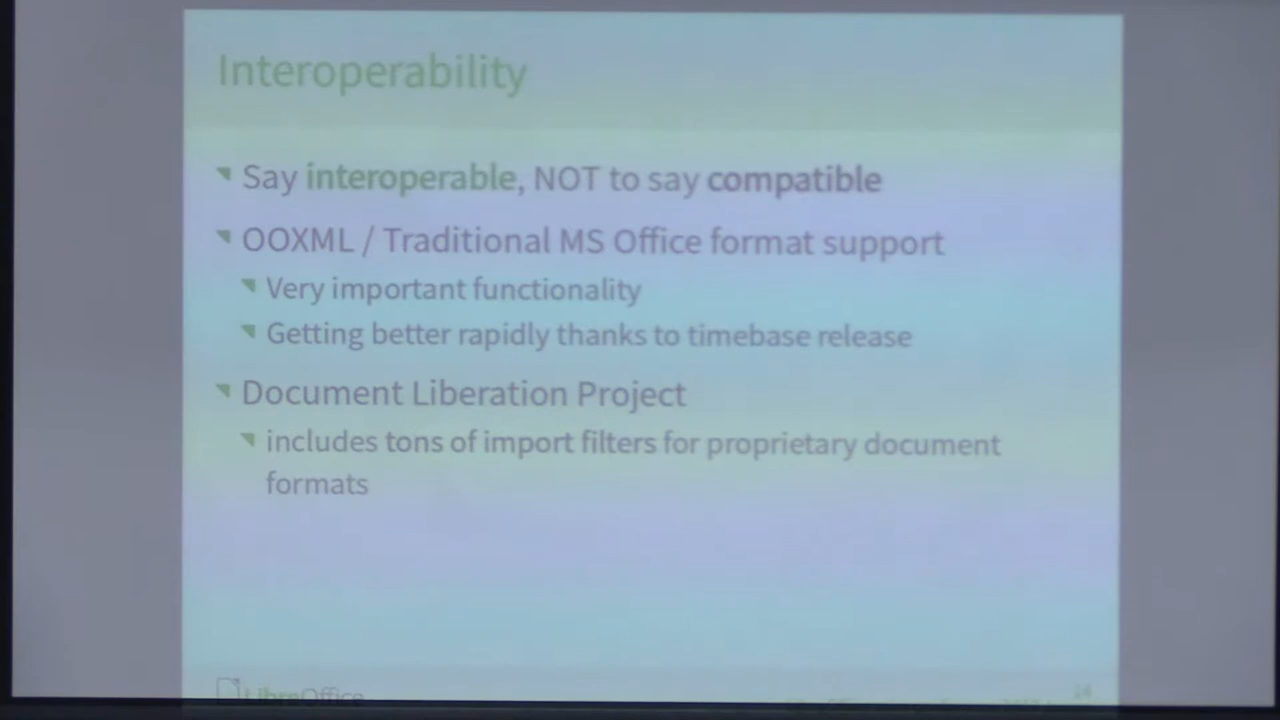 Interoperability
Say interoperable, NOT to say compatible
OOXML / Traditional MS Office format support
Very important functionality
Getting better rapidly thanks to timebase release
Document Liberation Project
includes tons of import filters for proprietary document
formats
LibreOffice